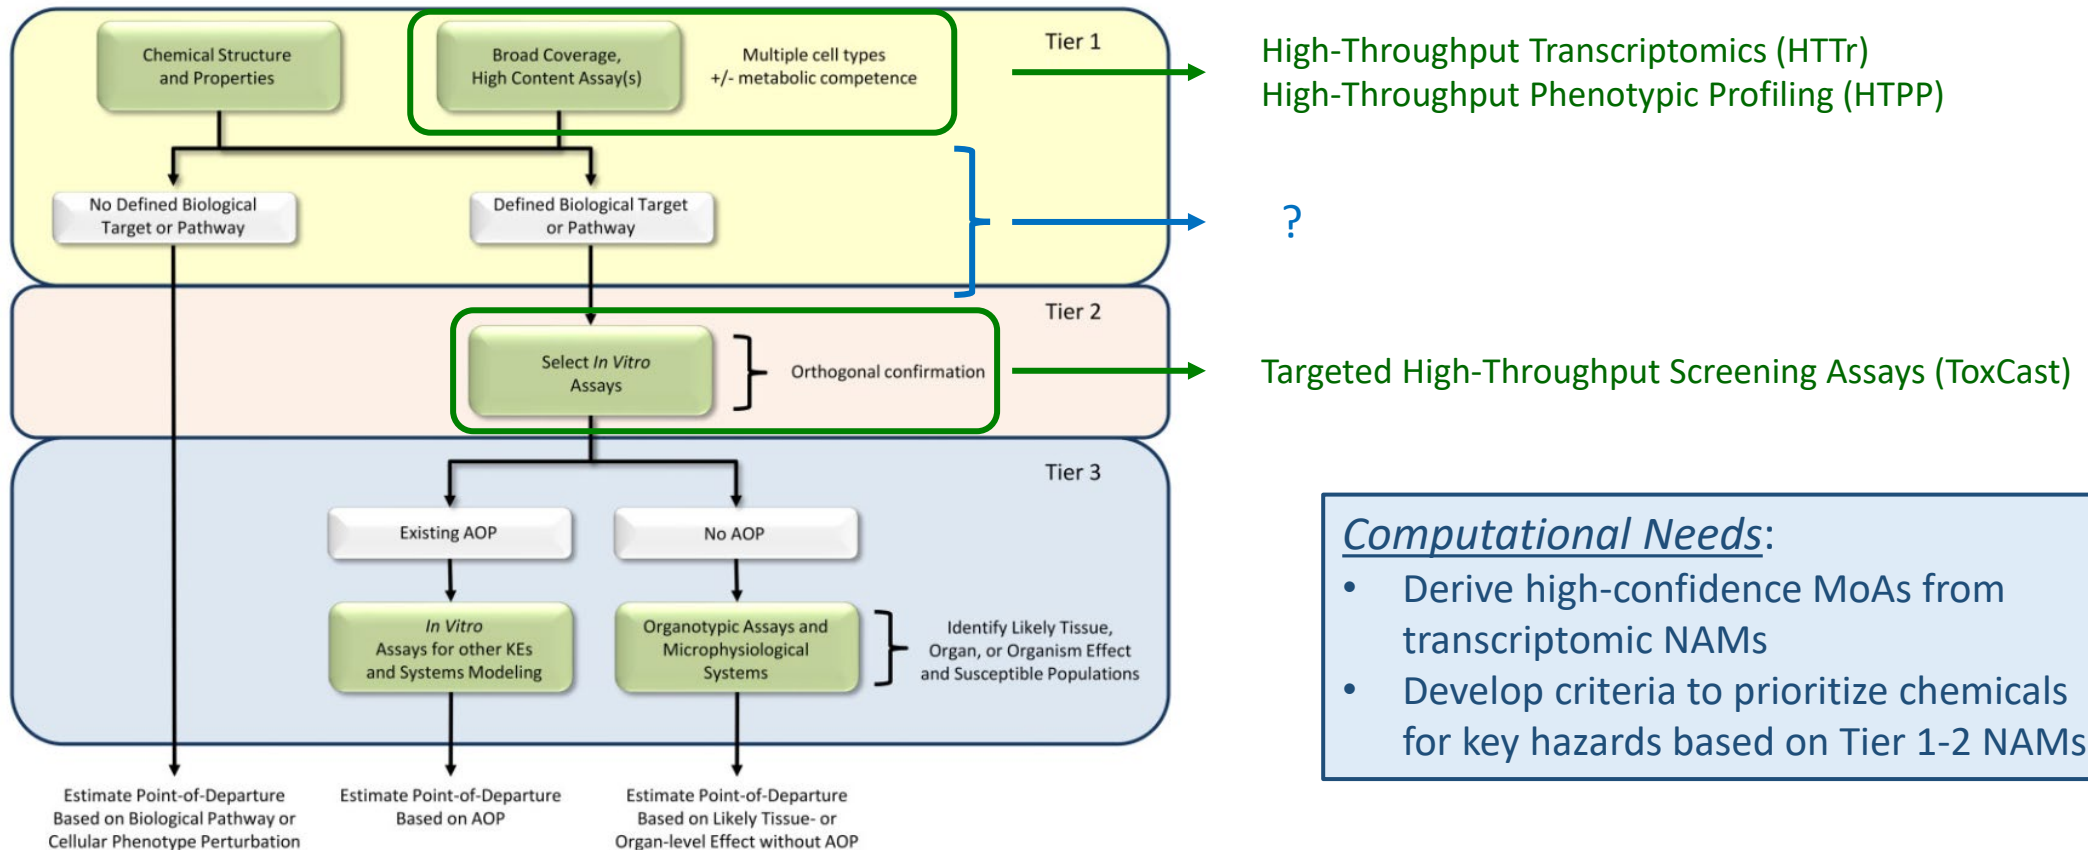 Tier 1
Chemical Structure
and Properties
Broad Coverage,
High Content Assay(s)
Multiple cell types
+/- metabolic competence
High-Throughput Transcriptomics (HTTr)
High-Throughput Phenotypic Profiling (HTPP)
No Defined Biological
Target or Pathway
Defined Biological Target
or Pathway
?
Tier 2
Select In Vitro
Assays
Orthogonal confirmation
Targeted High-Throughput Screening Assays (ToxCast)
Tier 3
Existing AOP
No AOP
In Vitro
Assays for other KEs
and Systems Modeling
Organotypic Assays and
Microphysiological
Systems
Identify Likely Tissue,
Organ, or Organism Effect
and Susceptible Populations
Computational Needs:
• Derive high-confidence MoAs from
transcriptomic NAMs
• Develop criteria to prioritize chemicals
for key hazards based on Tier 1-2 NAMs
Estimate Point-of-Departure
Based on Biological Pathway or
Cellular Phenotype Perturbation
Estimate Point-of-Departure
Based on AOP
Estimate Point-of-Departure
Based on Likely Tissue- or
Organ-level Effect without AOP